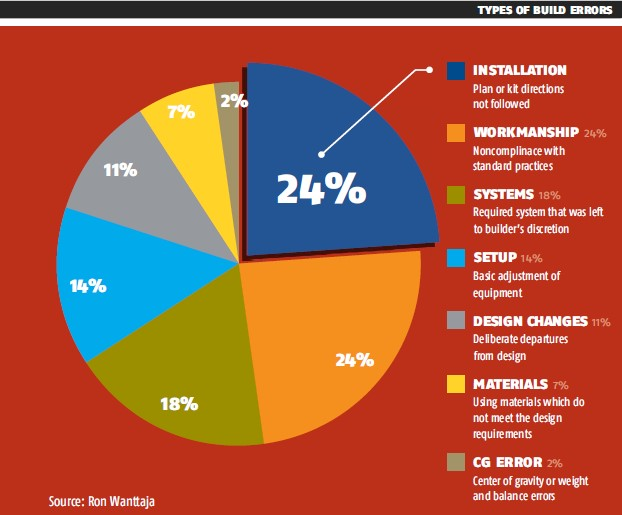 TYPES OF BUILD ERRORS
2%
7%
11%
14%
18%
24%
24%
INSTALLATION
Plan or kit directions
not followed
WORKMANSHIP 24%
Noncomplinace with
standard practices
SYSTEMS 18%
Required system that was left
to builder's discretion
SETUP 14%
Basic adjustment of
equipment
DESIGN CHANGES 11%
Deliberate departures
from design
MATERIALS 7%
Using materials which do
not meet the design
requirements
CG ERROR 2%
Center of gravity or weight
and balance errors
Source: Ron Wanttaja